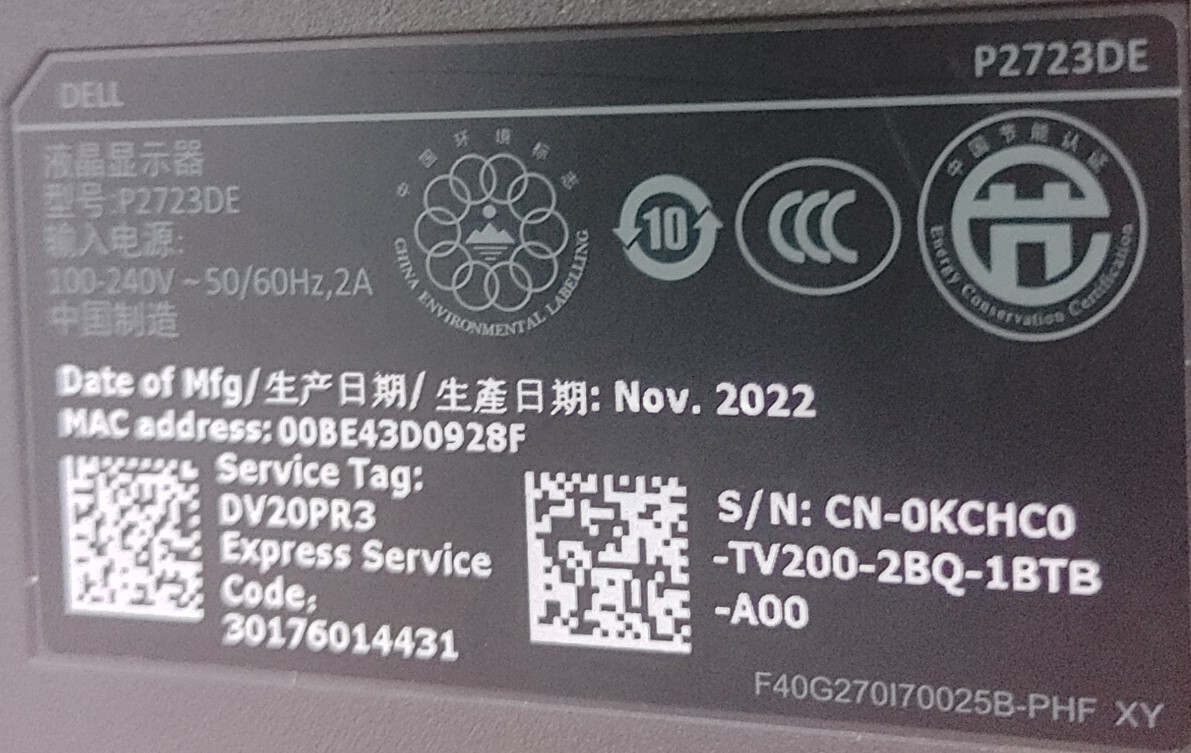 DELL
P2723DE
液晶显示器
型号:P2723DE
输入电源:
100-240V ~ 50/60Hz,2A
中国制造
中国环境标志
CHINA ENVIRONMENTAL LABELLING
10
CCC
中国节能认证
Energy Conservation Certification
Date of Mfg/生产日期/ 生產日期: Nov. 2022
MAC address: 00BE43D0928F
Service Tag:
DV20PR3
Express Service
Code:
30176014431
S/N: CN-0KCHC0
-TV200-2BQ-1BTB
-A00
F40G270I70025B-PHF XY